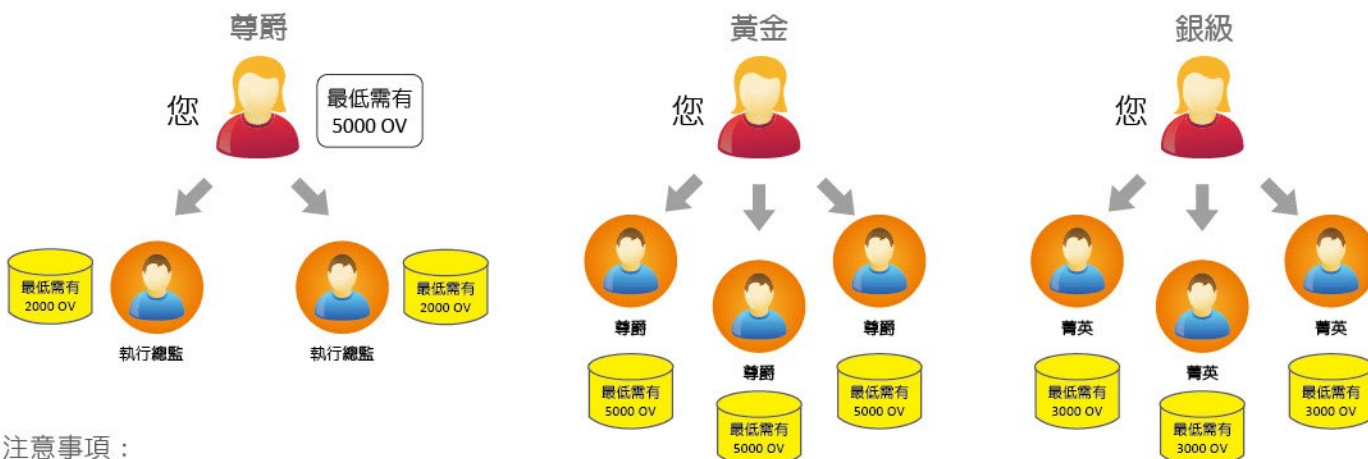 尊爵
您
最低需有
5000 OV
最低需有
2000 OV
執行總監
執行總監
最低需有
2000 OV
黃金
您
尊爵
最低需有
5000 OV
尊爵
最低需有
5000 OV
尊爵
最低需有
5000 OV
銀級
您
菁英
最低需有
3000 OV
菁英
最低需有
3000 OV
菁英
最低需有
3000 OV
注意事項：